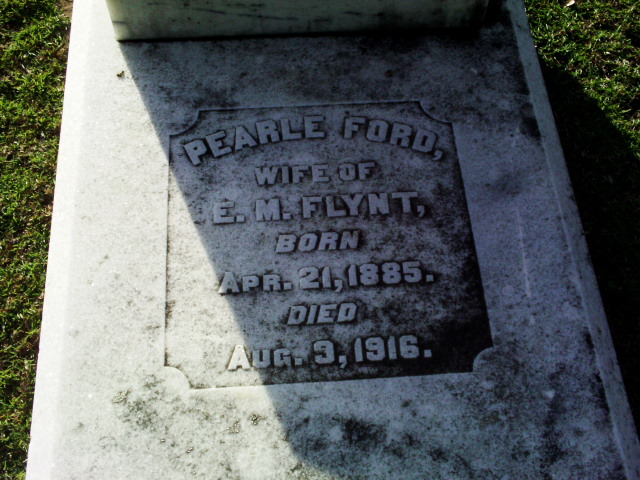 PEARLE FORD,
WIFE OF
E. M. FLYNT,
BORN
APR. 21, 1885.
DIED
AUG. 3, 1916.